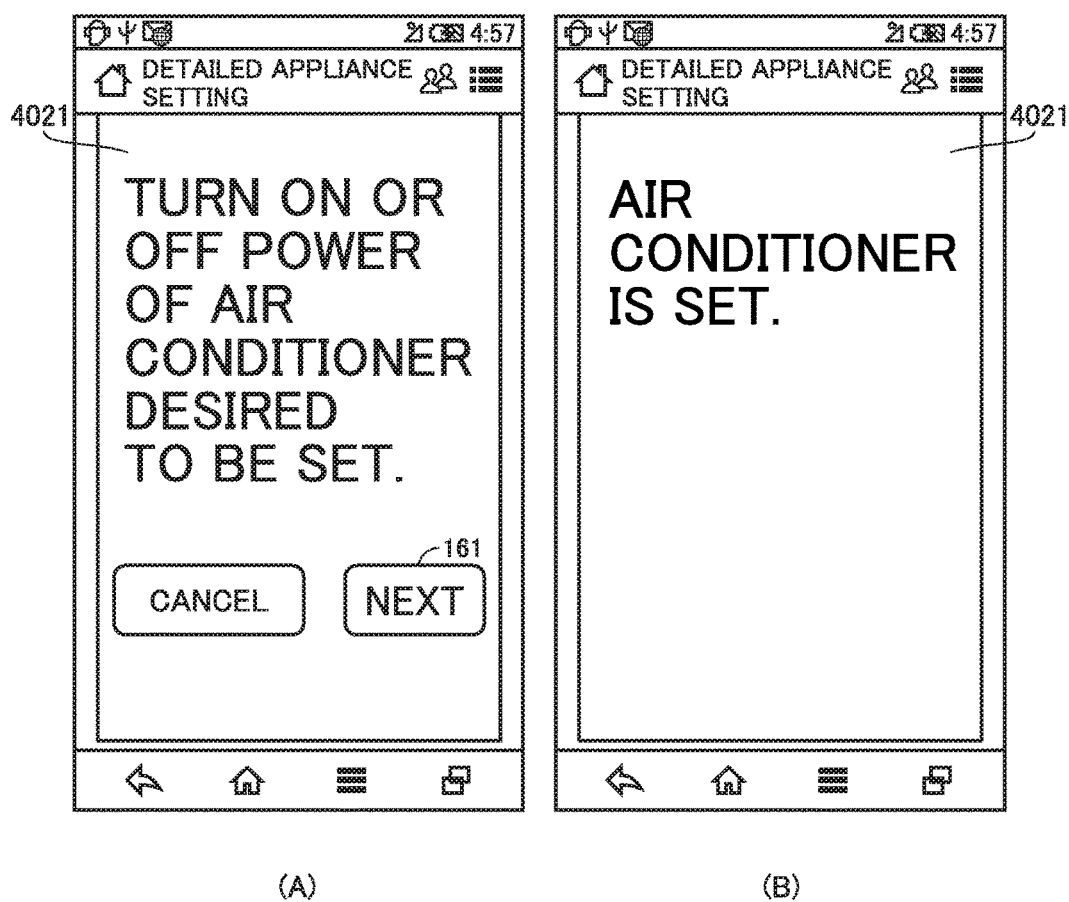 4:57
DETAILED APPLIANCE
SETTING
4021
TURN ON OR
OFF POWER
OF AIR
CONDITIONER
DESIRED
TO BE SET.
161
CANCEL
NEXT
(A)
4:57
DETAILED APPLIANCE
SETTING
4021
AIR
CONDITIONER
IS SET.
(B)